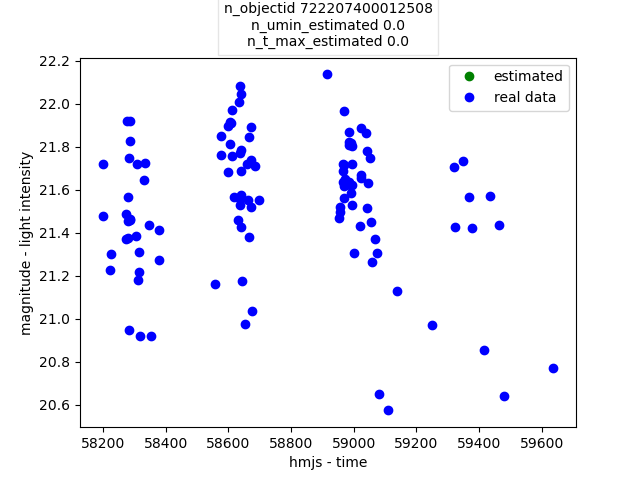 n_objectid 722207400012508
n_umin_estimated 0.0
n_t_max_estimated 0.0
22.2
22.0
21.8
21.6
21.4
21.2
21.0
20.8
20.6
magnitude - light intensity
estimated
real data
58200 58400 58600 58800 59000 59200 59400 59600
hmjs - time